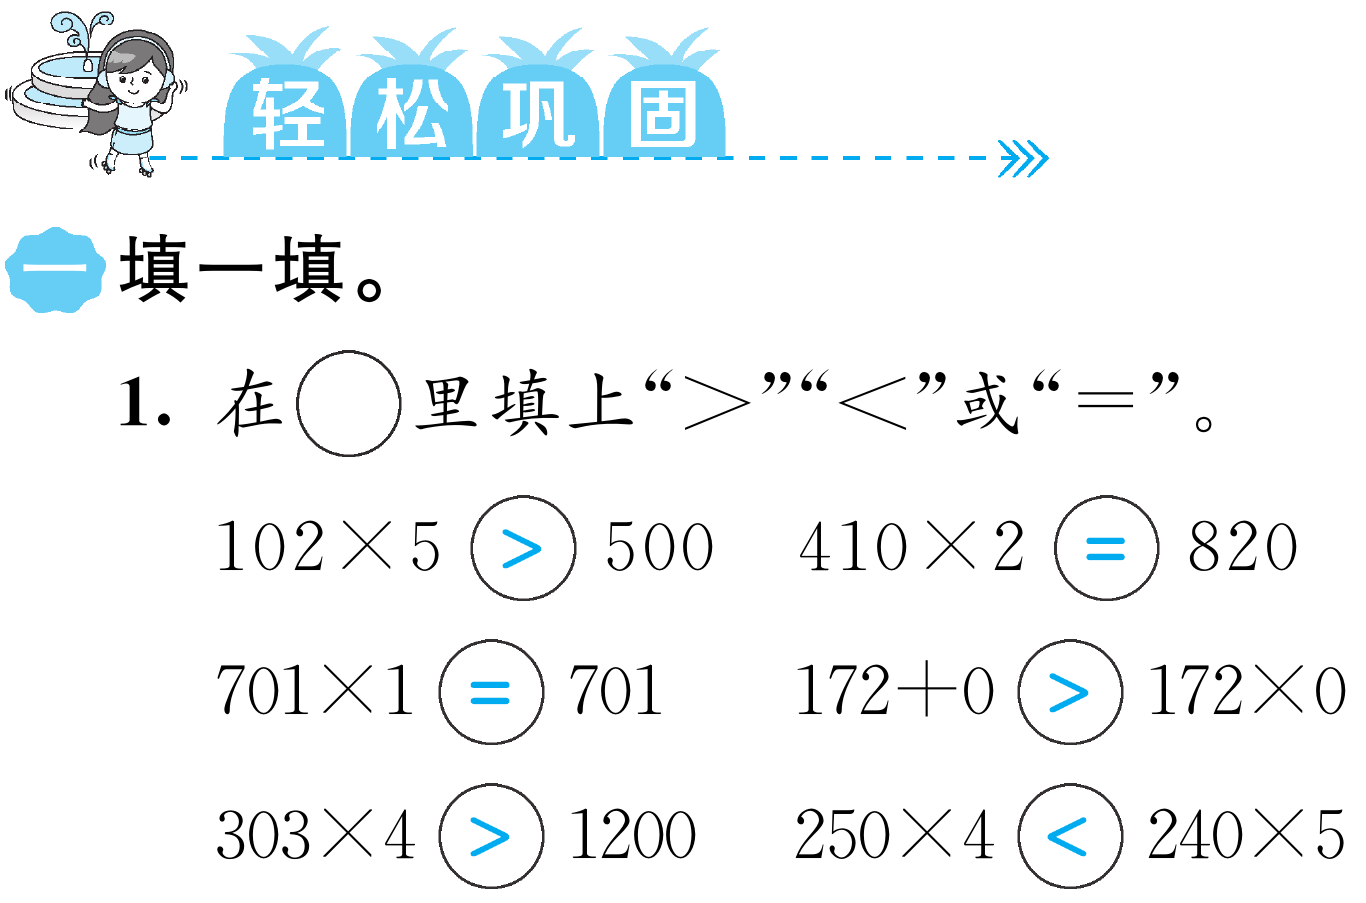 轻松巩固
一 填一填。
1. 在○里填上“>”“<”或“=”。
102×5 > 500 410×2 = 820
701×1 = 701 172+0 > 172×0
303×4 > 1200 250×4 < 240×5